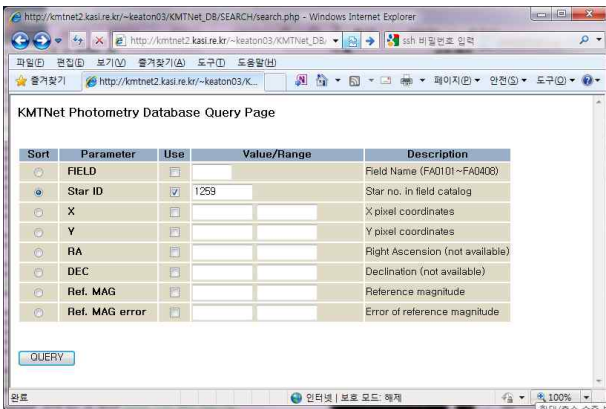 http://kmtnet2.kasi.re.kr/~keaton03/KMTNet_DB/SEARCH/search.php - Windows Internet Explorer
http://kmtnet2.kasi.re.kr/~keaton03/KMTNet_DB/ ssh 비밀번호 입력
파일(F) 편집(E) 보기(V) 즐겨찾기(A) 도구(T) 도움말(H)
즐겨찾기 http://kmtnet2.kasi.re.kr/~keaton03/K... 페이지(P) 안전(S) 도구(O)
KMTNet Photometry Database Query Page
Sort Parameter Use Value/Range Description
FIELD Field Name (FA0101~FA0408)
Star ID 1259 Star no. in field catalog
X X pixel coordinates
Y Y pixel coordinates
RA Right Ascension (not available)
DEC Declination (not available)
Ref. MAG Reference magnitude
Ref. MAG error Error of reference magnitude
QUERY
완료 인터넷 | 보호 모드: 해제 100%